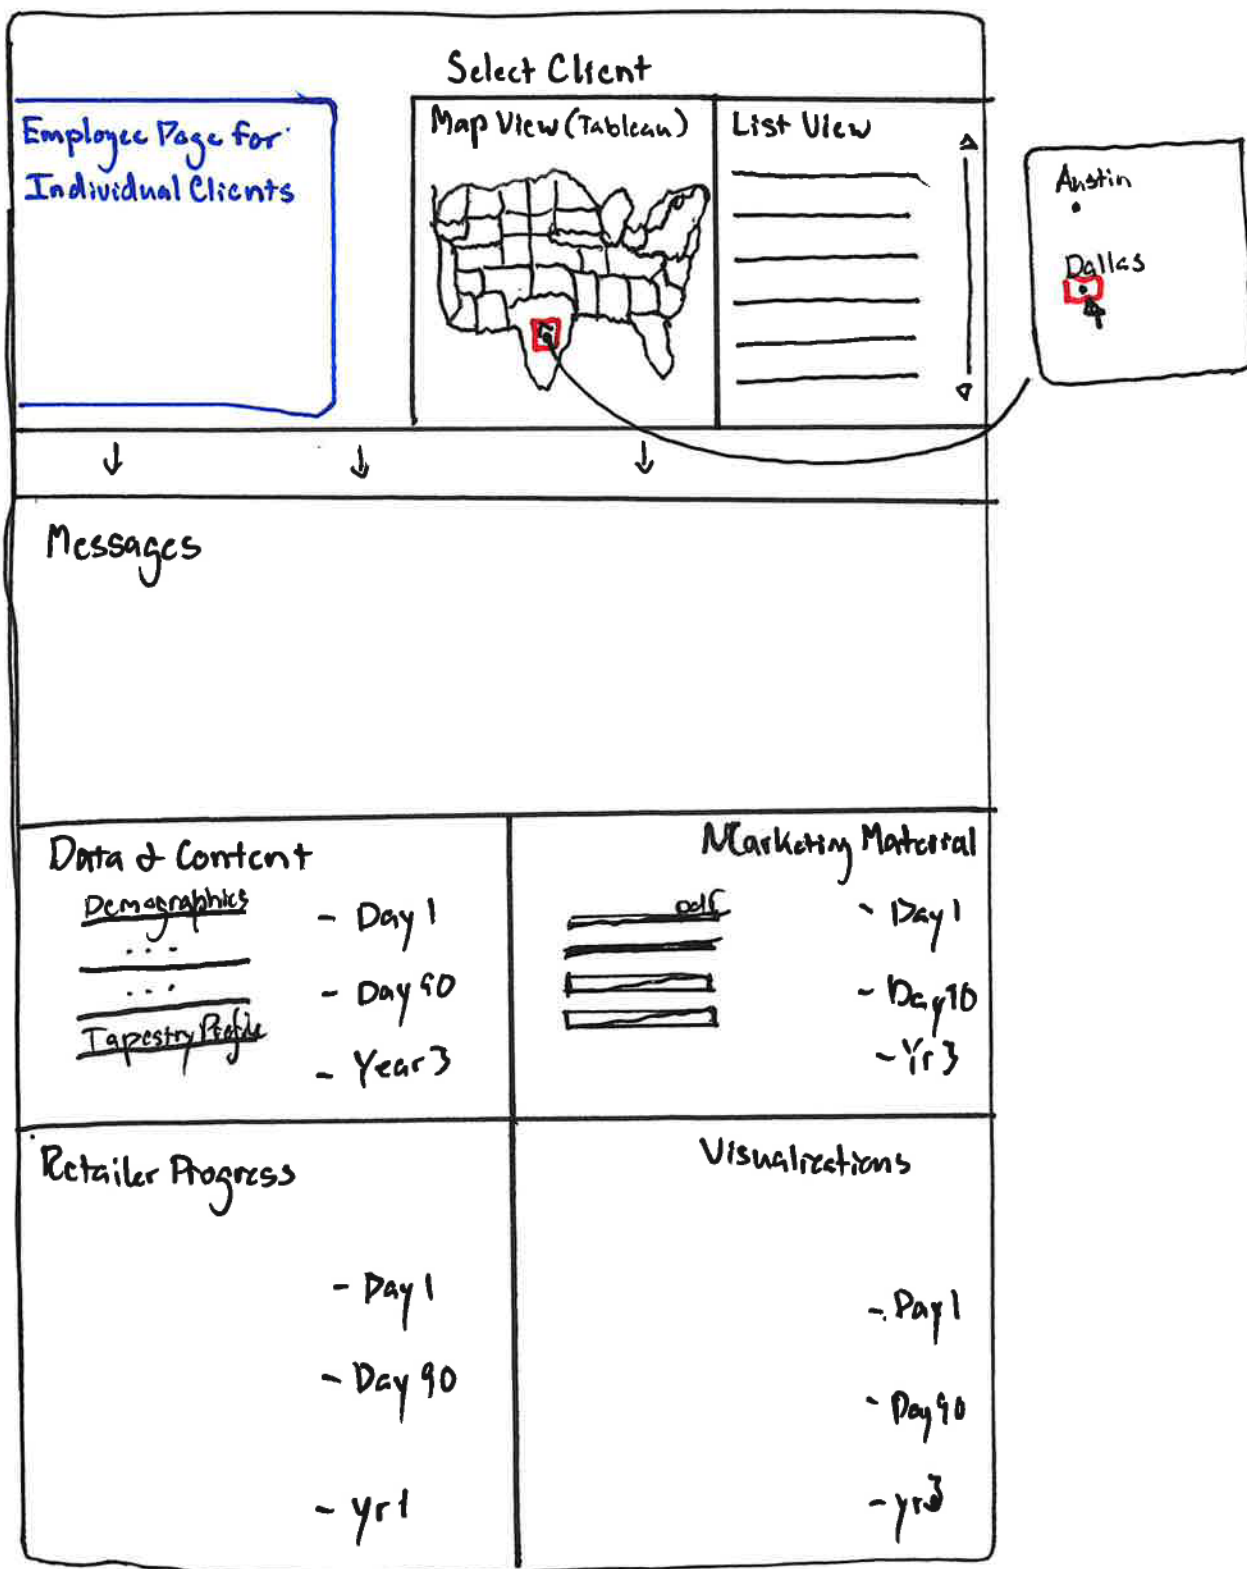 Select Client
Employee Page for
Individual Clients
Map View (Tableau)
List View
Austin
Dallas
Messages
Data & Content
Demographics
...
...
Tapestry Profile
- Day 1
- Day 90
- Year 3
Marketing Material
pdf
- Day 1
- Day 90
- Yr 3
Retailer Progress
- Day 1
- Day 90
- yr 1
Visualizations
- Day 1
- Day 90
- yr 3